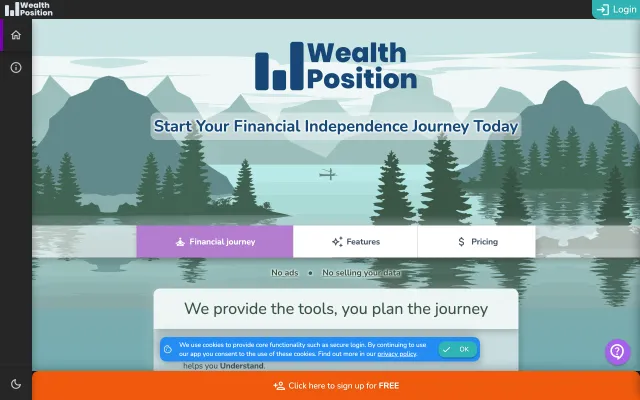 Wealth
Position
Login
Wealth
Position
Start Your Financial Independence Journey Today
Financial journey
Features
Pricing
No ads • No selling your data
We provide the tools, you plan the journey
We use cookies to provide core functionality such as secure login. By continuing to use
our app you consent to the use of these cookies. Find out more in our privacy policy.
OK
helps you Understand.
Click here to sign up for FREE